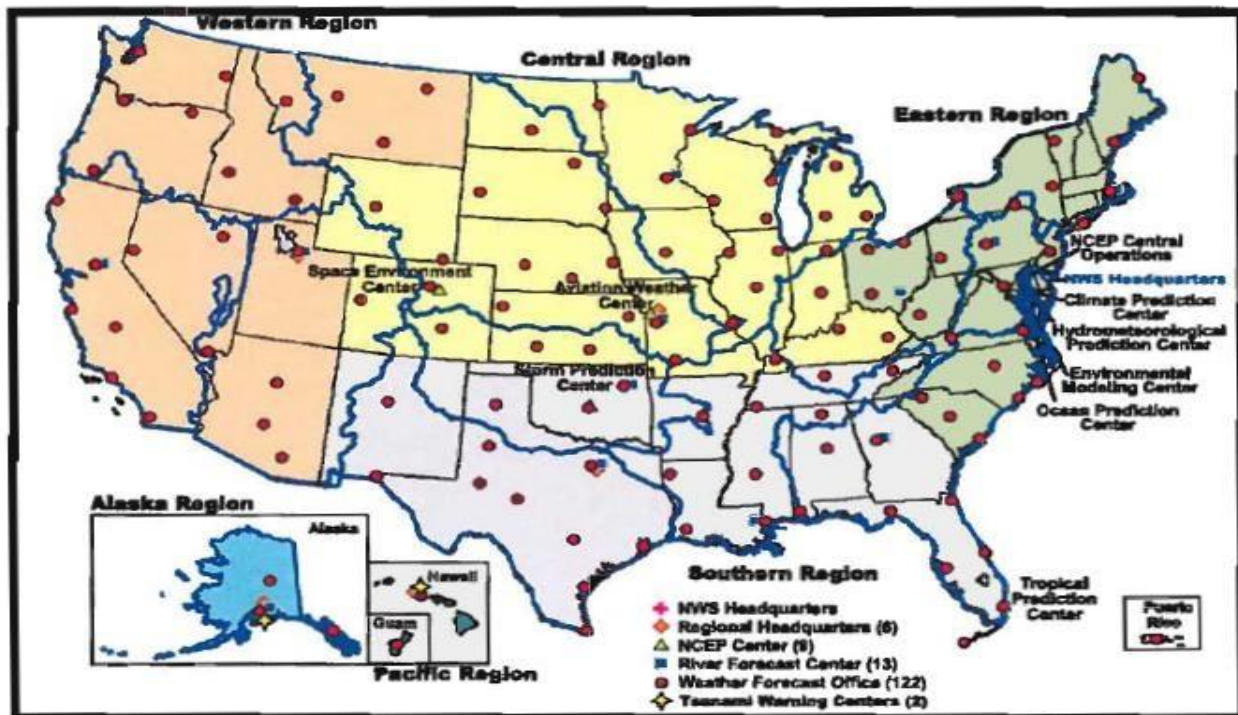 Western Region
Central Region
Eastern Region
NCEP Central
Operations
NWS Headquarters
Climate Prediction
Center
Hydrometeorological
Prediction Center
Environmental
Modeling Center
Ocean Prediction
Center
Space Environment
Center
Aviation Weather
Center
Storm Prediction
Center
Alaska Region
Alaska
Hawaii
Guam
Pacific Region
Southern Region
NWS Headquarters
Regional Headquarters (6)
NCEP Center (9)
River Forecast Center (13)
Weather Forecast Office (122)
Tsunami Warning Centers (2)
Tropical
Prediction
Center
Puerto
Rico